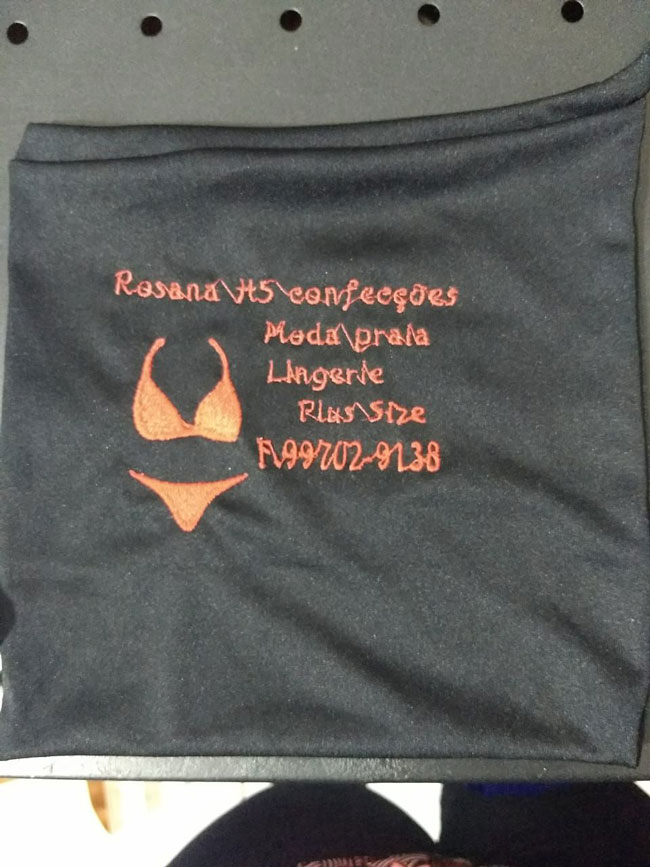 Rosana\H5\confecções
Moda\praia
Lingerie
Plus\Size
F\99702-9138